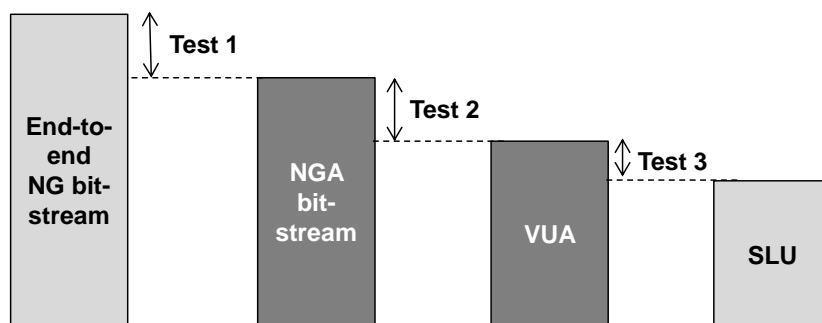 Test 1
End-to-
end
NG bit-
stream
Test 2
NGA
bit-
stream
Test 3
VUA
SLU